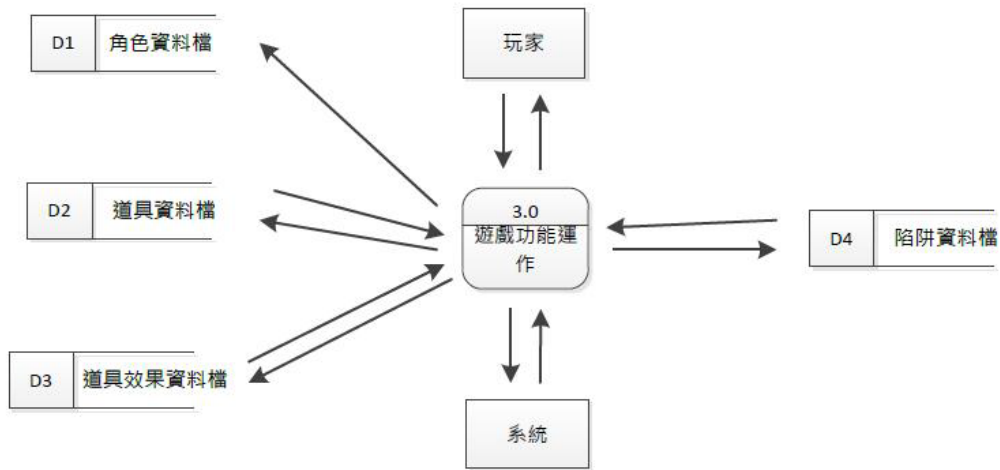 D1 角色資料檔
玩家
D2 道具資料檔
3.0
遊戲功能運
作
D4 陷阱資料檔
D3 道具效果資料檔
系統